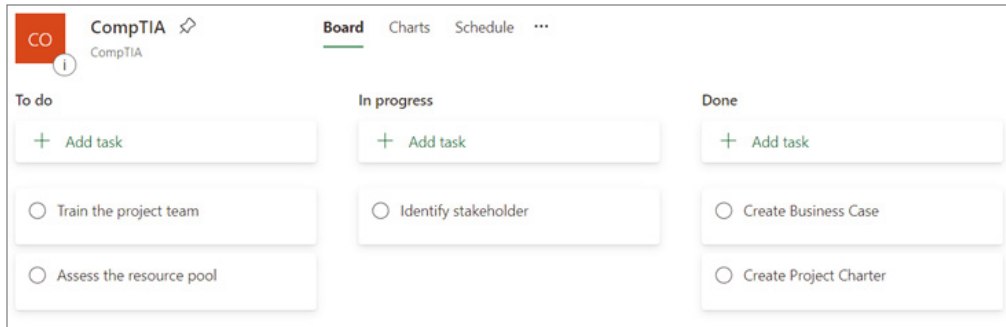 CO
CompTIA
CompTIA
i
Board Charts Schedule ...
To do
+ Add task
Train the project team
Assess the resource pool
In progress
+ Add task
Identify stakeholder
Done
+ Add task
Create Business Case
Create Project Charter